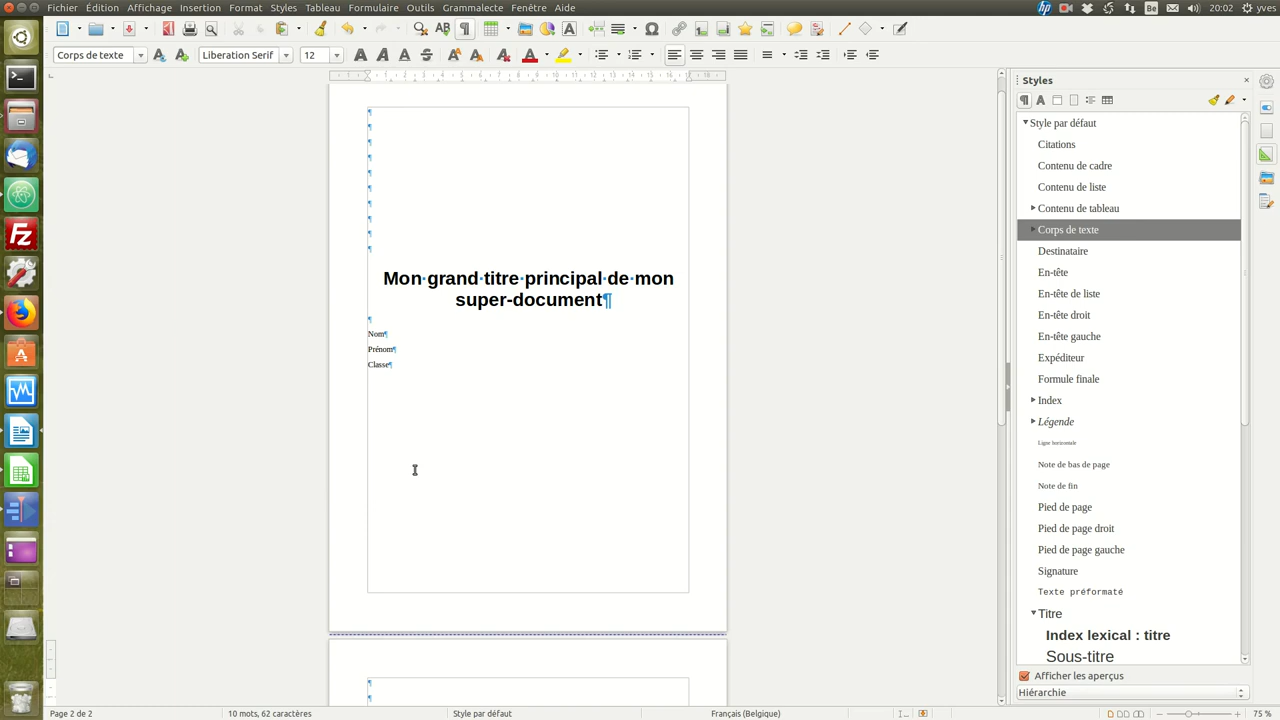 Fichier Édition Affichage Insertion Format Styles Tableau Formulaire Outils Grammalecte Fenêtre Aide
Be
20:02
yves
Corps de texte
Liberation Serif
12
Styles
Style par défaut
Citations
Contenu de cadre
Contenu de liste
Contenu de tableau
Corps de texte
Destinataire
En-tête
En-tête de liste
En-tête droit
En-tête gauche
Expéditeur
Formule finale
Index
Légende
Ligne horizontale
Note de bas de page
Note de fin
Pied de page
Pied de page droit
Pied de page gauche
Signature
Texte préformaté
Titre
Index lexical : titre
Sous-titre
Afficher les aperçus
Hiérarchie
¶
¶
¶
¶
¶
¶
¶
¶
¶
¶
Mon·grand·titre·principal·de·mon
super-document¶
¶
Nom¶
Prénom¶
Classe¶
¶
¶
Page 2 de 2
10 mots, 62 caractères
Style par défaut
Français (Belgique)
75 %